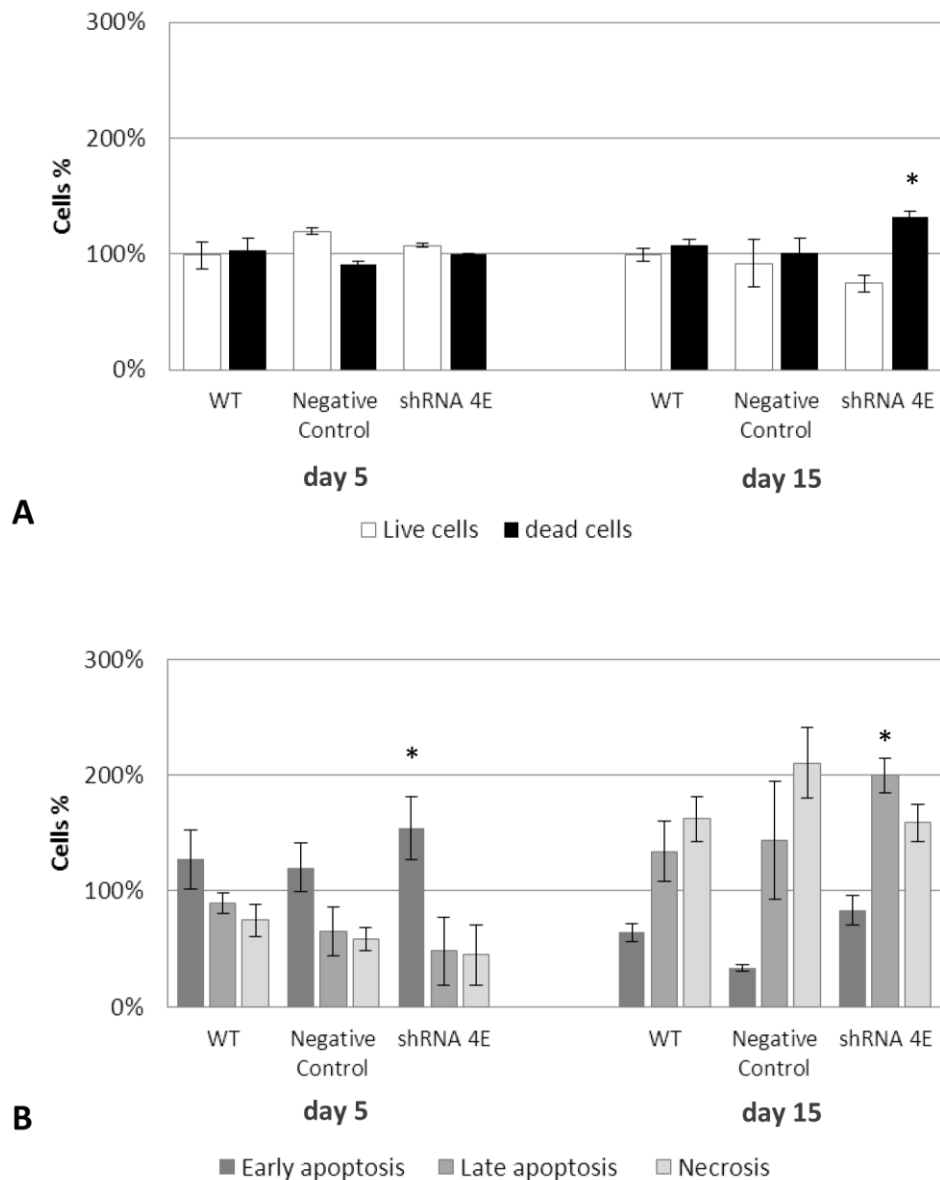 300%
200%
100%
0%
Cells %
*
WT
Negative
Control
shRNA 4E
WT
Negative
Control
shRNA 4E
day 5
day 15
A
Live cells
dead cells
300%
200%
100%
0%
Cells %
*
*
WT
Negative
Control
shRNA 4E
WT
Negative
Control
shRNA 4E
day 5
day 15
B
Early apoptosis
Late apoptosis
Necrosis